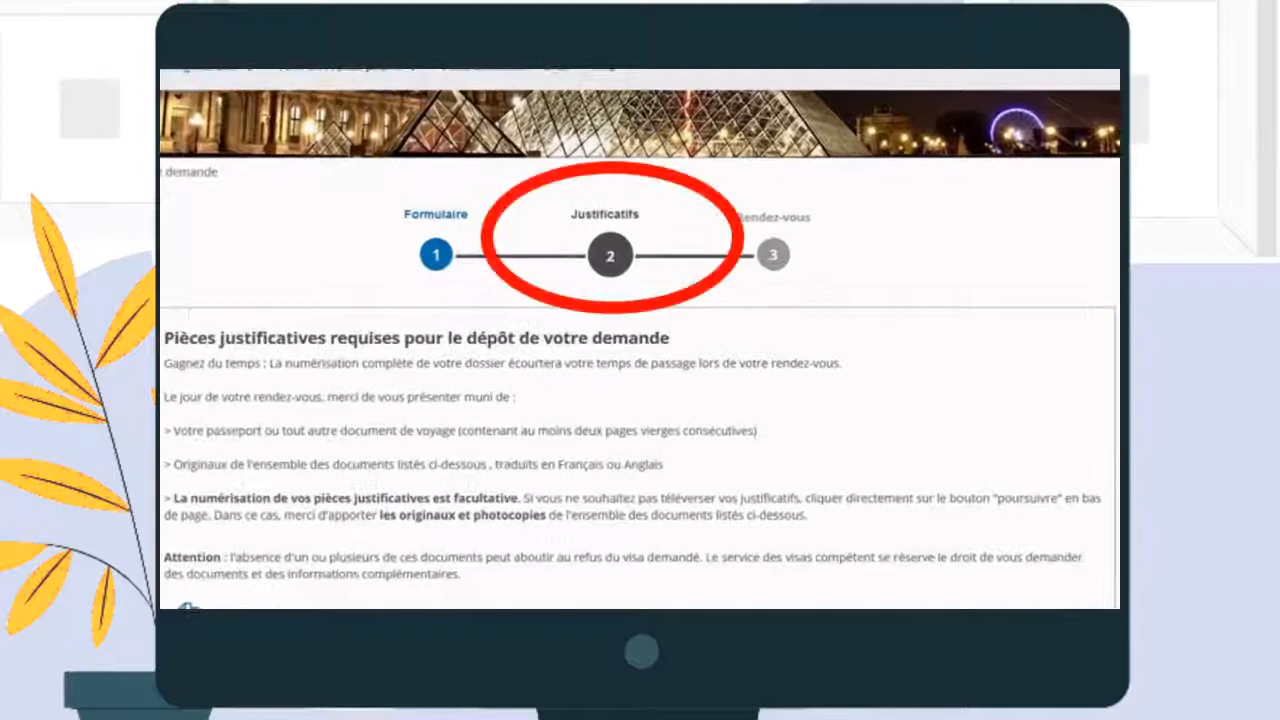 demande
Formulaire
Justificatifs
Rendez-vous
1
2
3
Pièces justificatives requises pour le dépôt de votre demande
Gagnez du temps : La numérisation complète de votre dossier écourtera votre temps de passage lors de votre rendez-vous.
Le jour de votre rendez-vous, merci de vous présenter muni de :
> Votre passeport ou tout autre document de voyage (contenant au moins deux pages vierges consécutives)
> Originaux de l'ensemble des documents listés ci-dessous , traduits en Français ou Anglais
> La numérisation de vos pièces justificatives est facultative. Si vous ne souhaitez pas téléverser vos justificatifs, cliquer directement sur le bouton "poursuivre" en bas
de page. Dans ce cas, merci d'apporter les originaux et photocopies de l'ensemble des documents listés ci-dessous.
Attention : l'absence d'un ou plusieurs de ces documents peut aboutir au refus du visa demandé. Le service des visas compétent se réserve le droit de vous demander
des documents et des informations complémentaires.